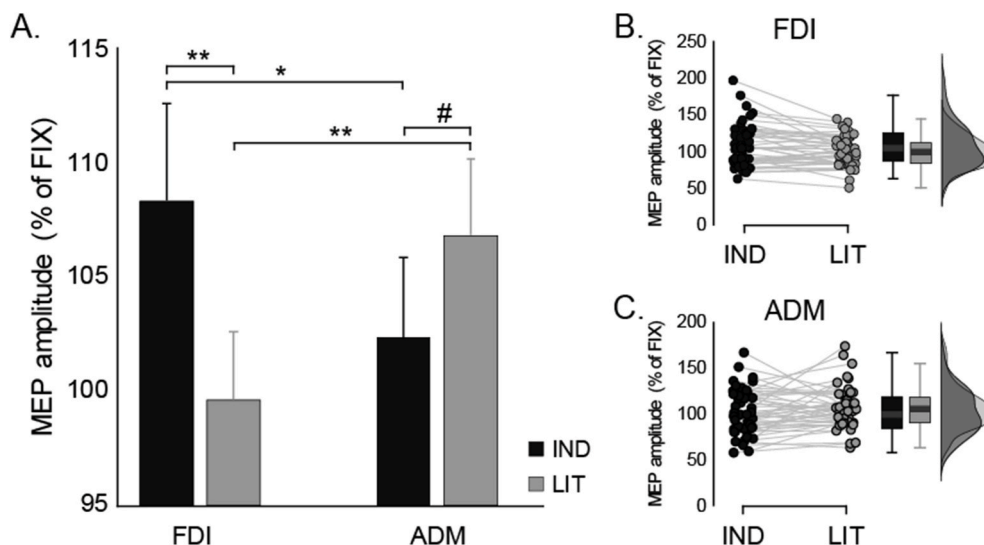 A.
MEP amplitude (% of FIX)
115
110
105
100
95
**
*
#
**
IND
LIT
FDI
ADM
B.
FDI
MEP amplitude (% of FIX)
250
200
150
100
50
0
IND
LIT
C.
ADM
MEP amplitude (% of FIX)
200
150
100
50
0
IND
LIT